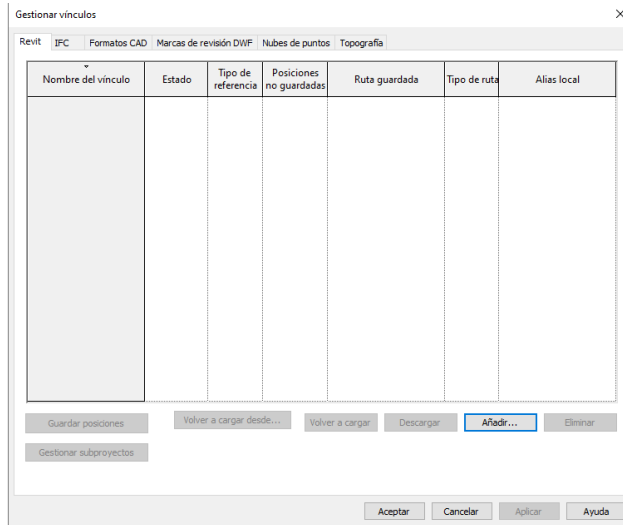 Gestionar vínculos
Revit IFC Formatos CAD Marcas de revisión DWF Nubes de puntos Topografía
Nombre del vínculo Estado Tipo de referencia Posiciones no guardadas Ruta guardada Tipo de ruta Alias local
Guardar posiciones Volver a cargar desde... Volver a cargar Descargar Añadir... Eliminar
Gestionar subproyectos
Aceptar Cancelar Aplicar Ayuda